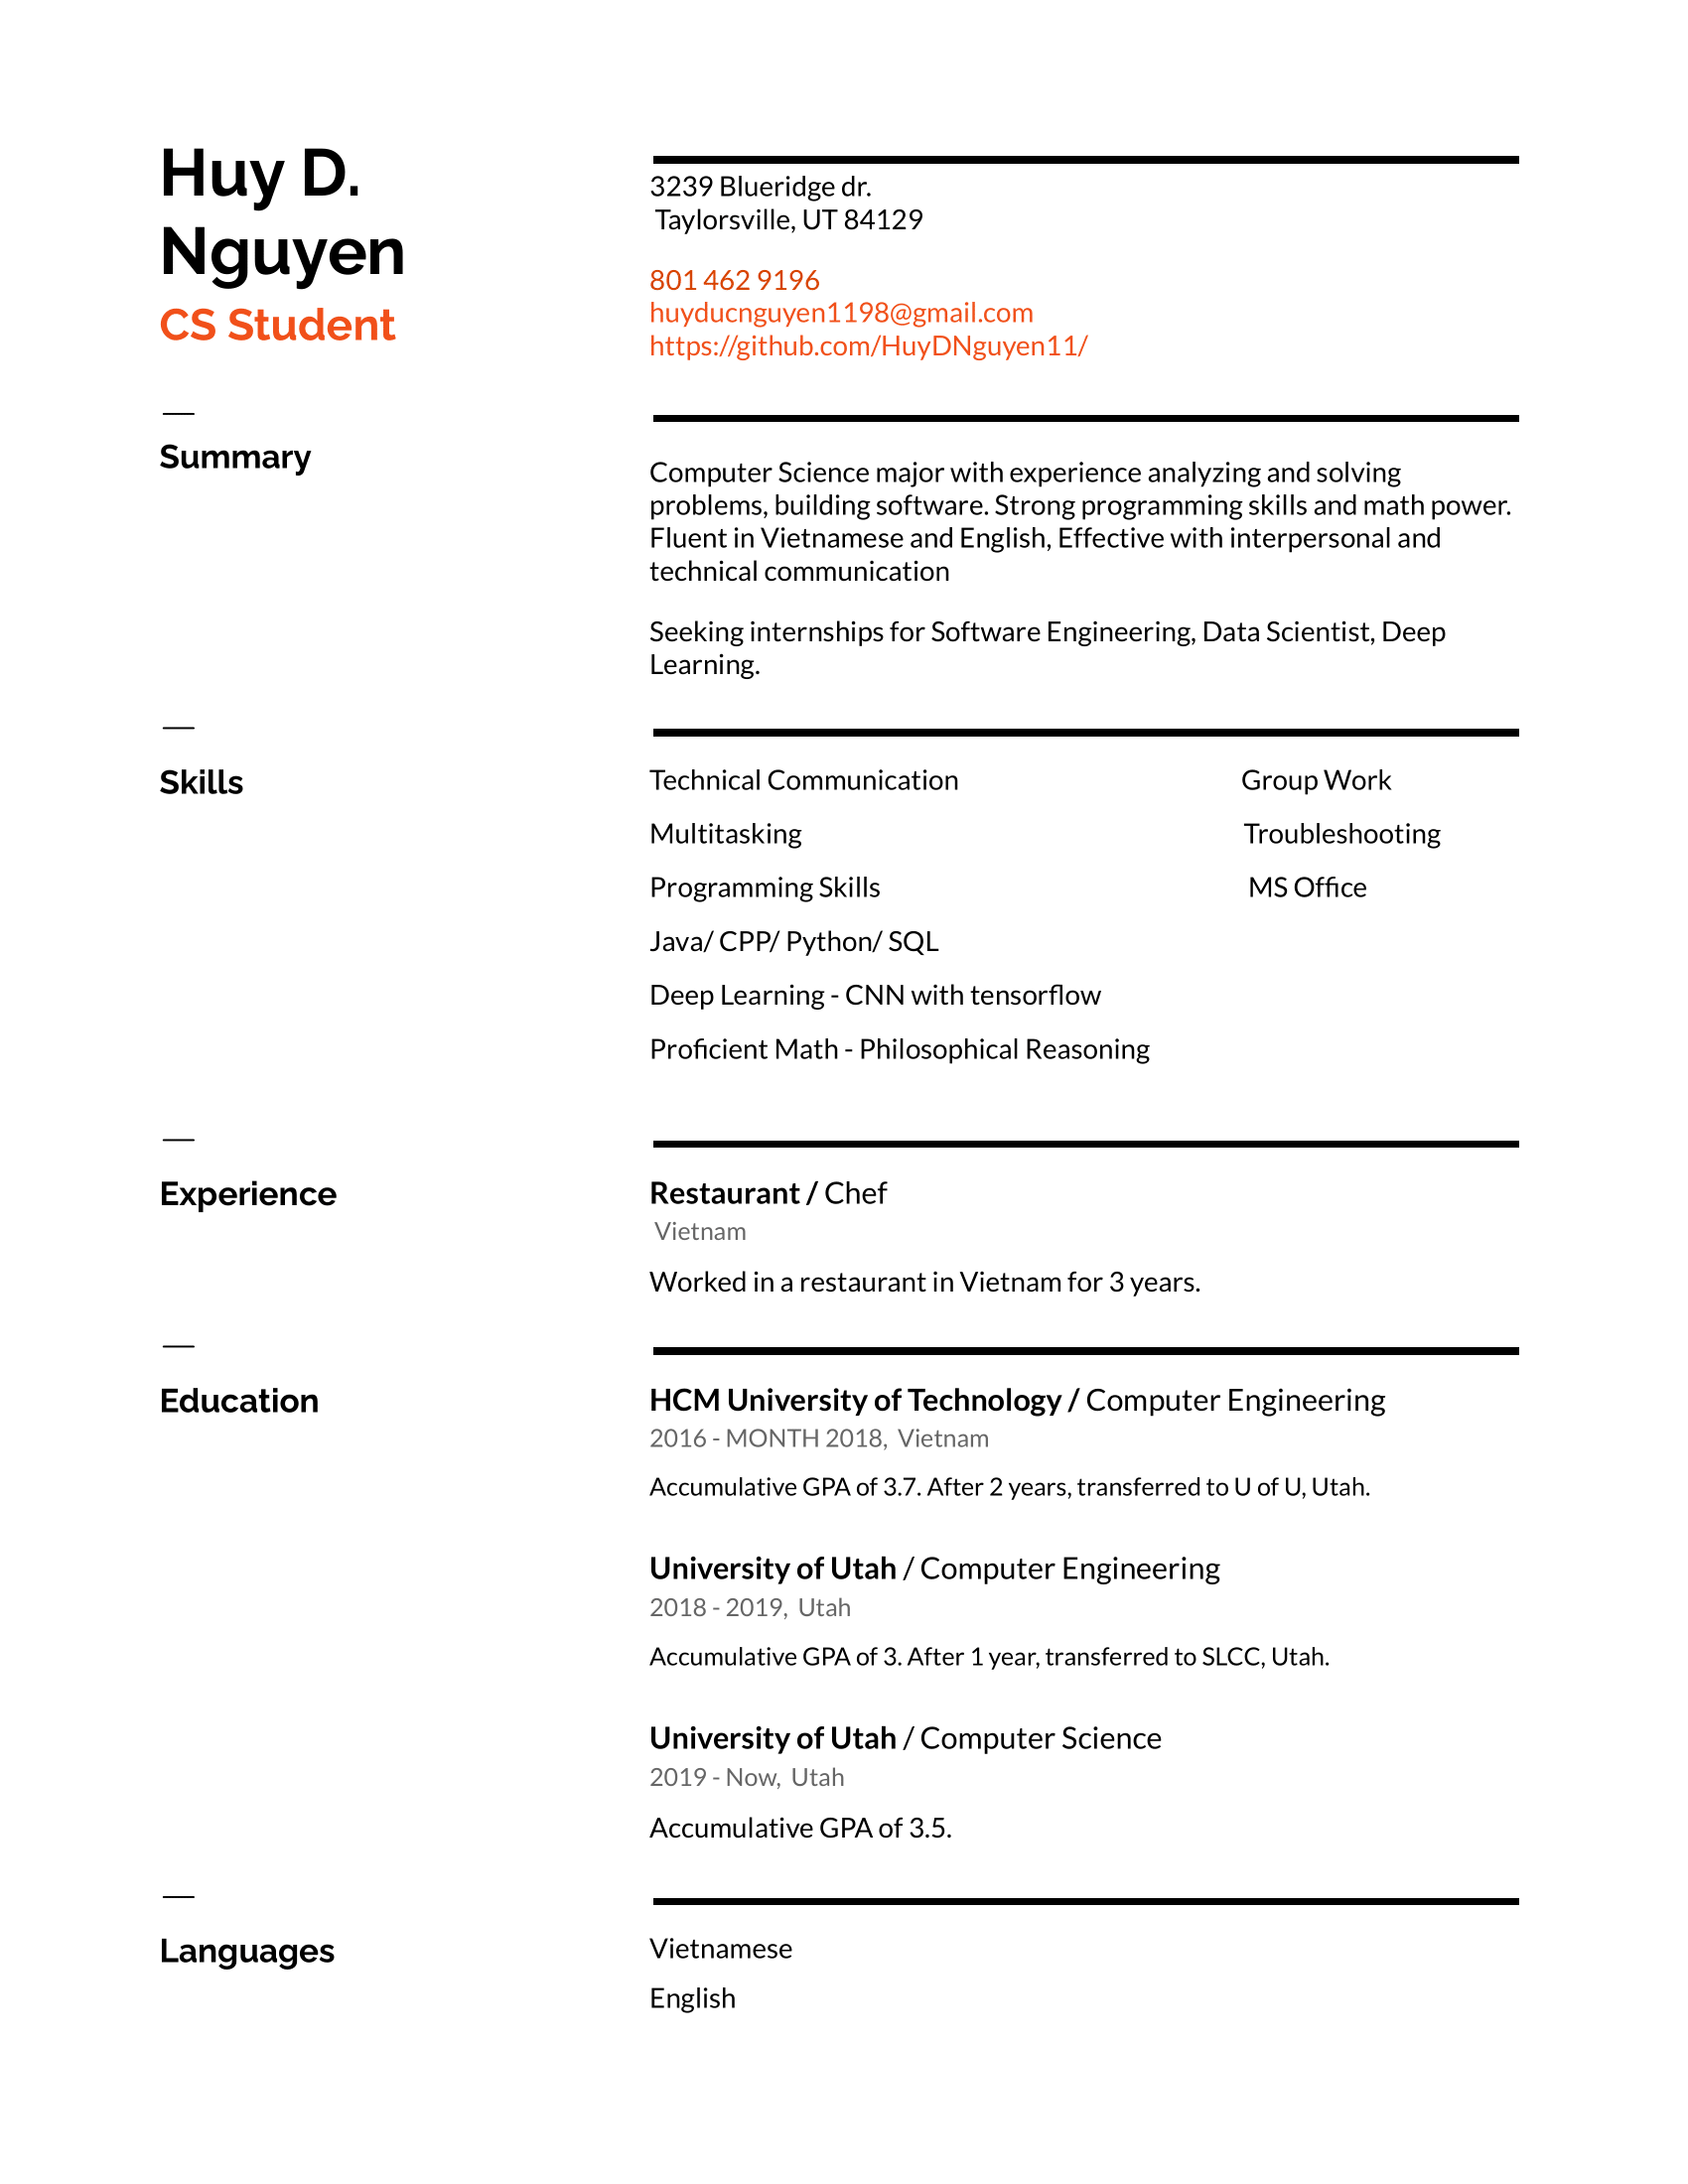 Huy D.
Nguyen
CS Student
3239 Blueridge dr.
Taylorsville, UT 84129
801 462 9196
huyducnguyen1198@gmail.com
https://github.com/HuyDNguyen11/
Summary
Computer Science major with experience analyzing and solving
problems, building software. Strong programming skills and math power.
Fluent in Vietnamese and English, Effective with interpersonal and
technical communication
Seeking internships for Software Engineering, Data Scientist, Deep
Learning.
Skills
Technical Communication Group Work
Multitasking Troubleshooting
Programming Skills MS Office
Java/ CPP/ Python/ SQL
Deep Learning - CNN with tensorflow
Proficient Math - Philosophical Reasoning
Experience
Restaurant / Chef
Vietnam
Worked in a restaurant in Vietnam for 3 years.
Education
HCM University of Technology / Computer Engineering
2016 - MONTH 2018, Vietnam
Accumulative GPA of 3.7. After 2 years, transferred to U of U, Utah.
University of Utah / Computer Engineering
2018 - 2019, Utah
Accumulative GPA of 3. After 1 year, transferred to SLCC, Utah.
University of Utah / Computer Science
2019 - Now, Utah
Accumulative GPA of 3.5.
Languages
Vietnamese
English